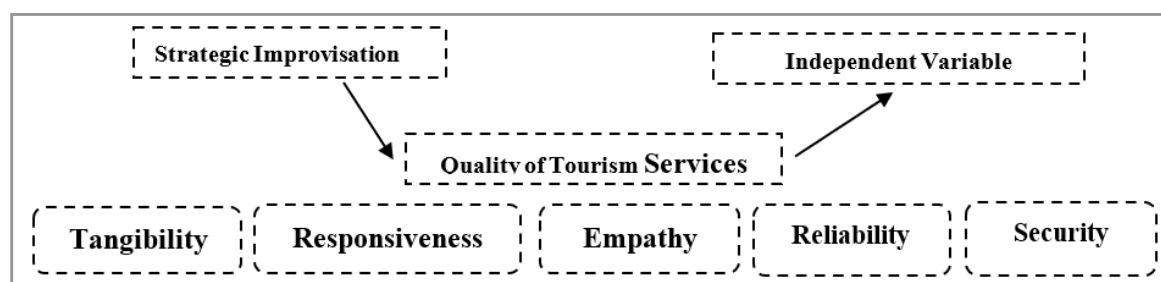 Strategic Improvisation
Independent Variable
Quality of Tourism Services
Tangibility
Responsiveness
Empathy
Reliability
Security